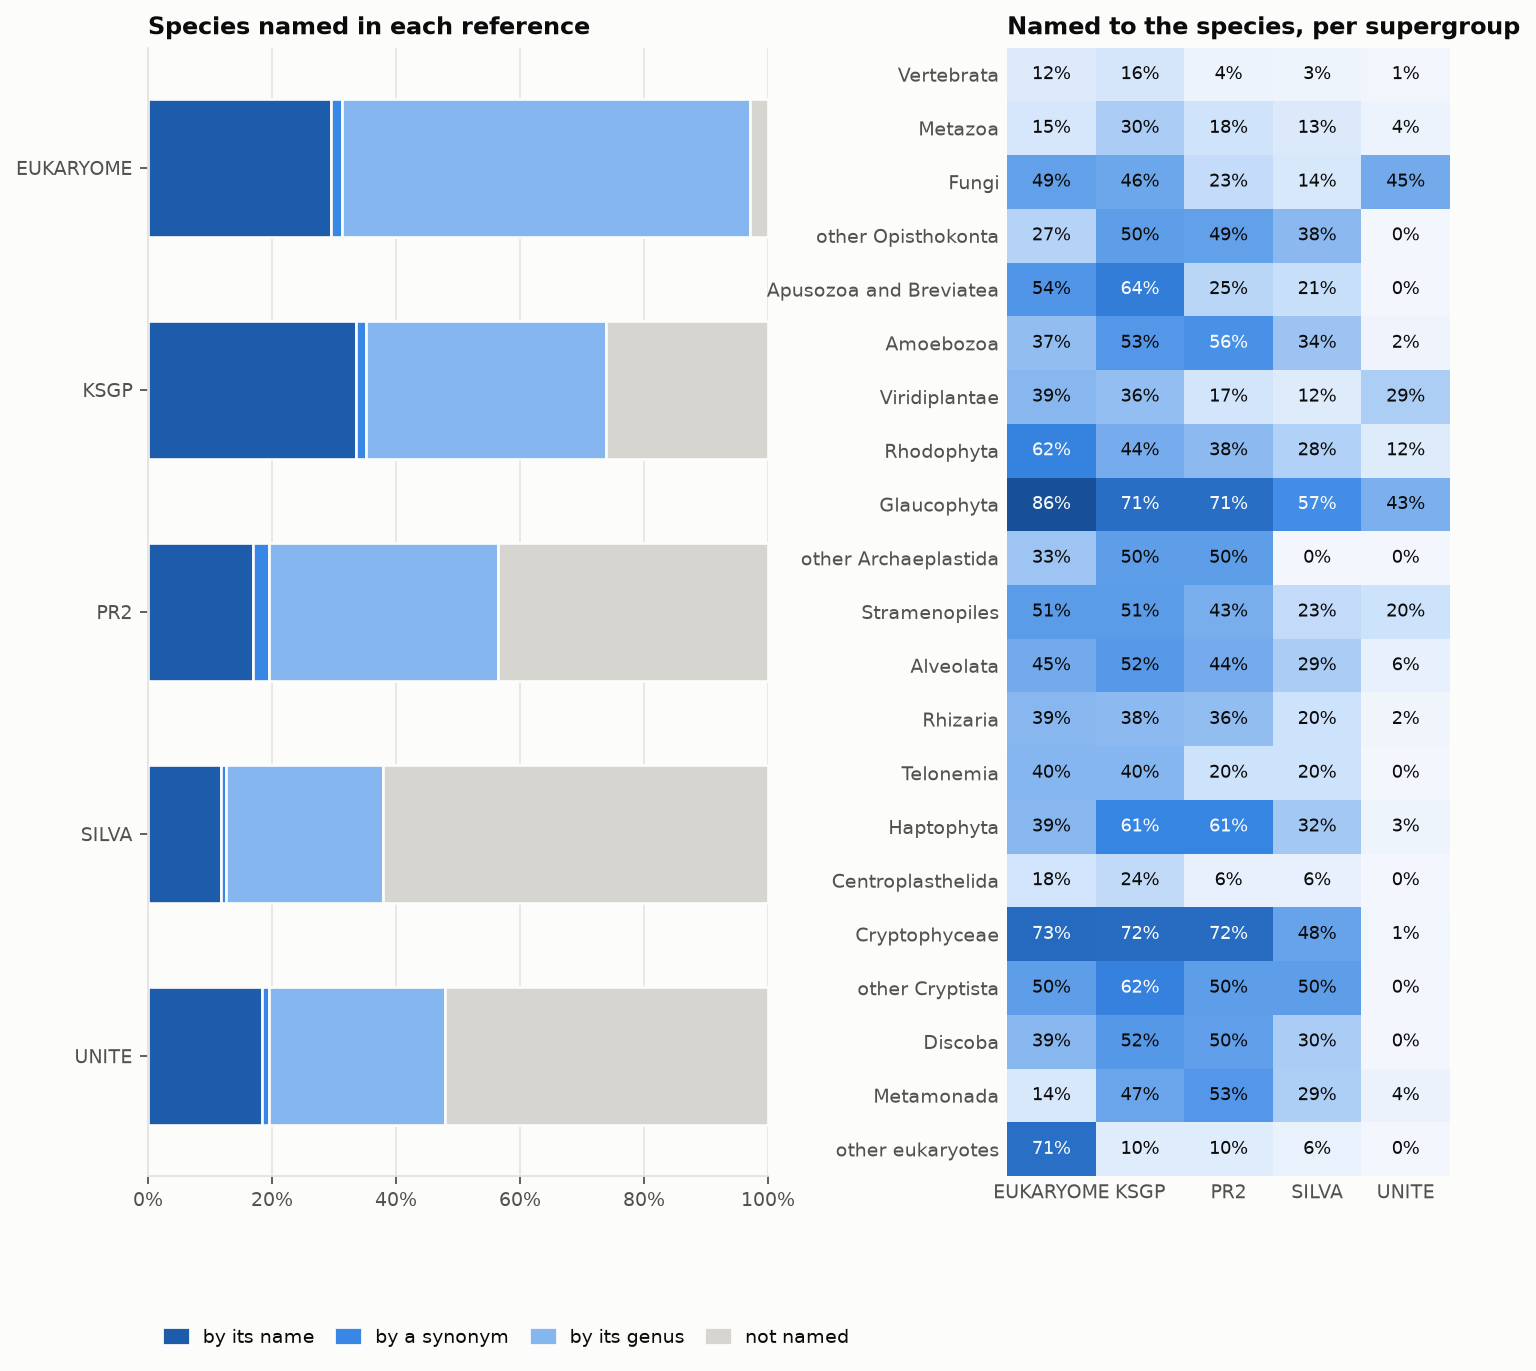 Species named in each reference
EUKARYOME
KSGP
PR2
SILVA
UNITE
0% 20% 40% 60% 80% 100%
by its name by a synonym by its genus not named
Named to the species, per supergroup
Vertebrata 12% 16% 4% 3% 1%
Metazoa 15% 30% 18% 13% 4%
Fungi 49% 46% 23% 14% 45%
other Opisthokonta 27% 50% 49% 38% 0%
Apusozoa and Breviatea 54% 64% 25% 21% 0%
Amoebozoa 37% 53% 56% 34% 2%
Viridiplantae 39% 36% 17% 12% 29%
Rhodophyta 62% 44% 38% 28% 12%
Glaucophyta 86% 71% 71% 57% 43%
other Archaeplastida 33% 50% 50% 0% 0%
Stramenopiles 51% 51% 43% 23% 20%
Alveolata 45% 52% 44% 29% 6%
Rhizaria 39% 38% 36% 20% 2%
Telonemia 40% 40% 20% 20% 0%
Haptophyta 39% 61% 61% 32% 3%
Centroplasthelida 18% 24% 6% 6% 0%
Cryptophyceae 73% 72% 72% 48% 1%
other Cryptista 50% 62% 50% 50% 0%
Discoba 39% 52% 50% 30% 0%
Metamonada 14% 47% 53% 29% 4%
other eukaryotes 71% 10% 10% 6% 0%
EUKARYOME KSGP PR2 SILVA UNITE